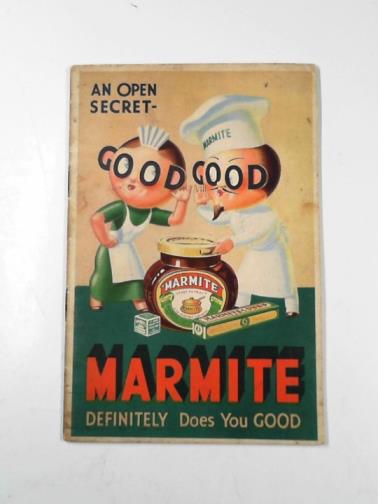 AN OPEN
SECRET-
MARMITE
GOOD GOOD
MARMITE
MARMITE
DEFINITELY Does You GOOD